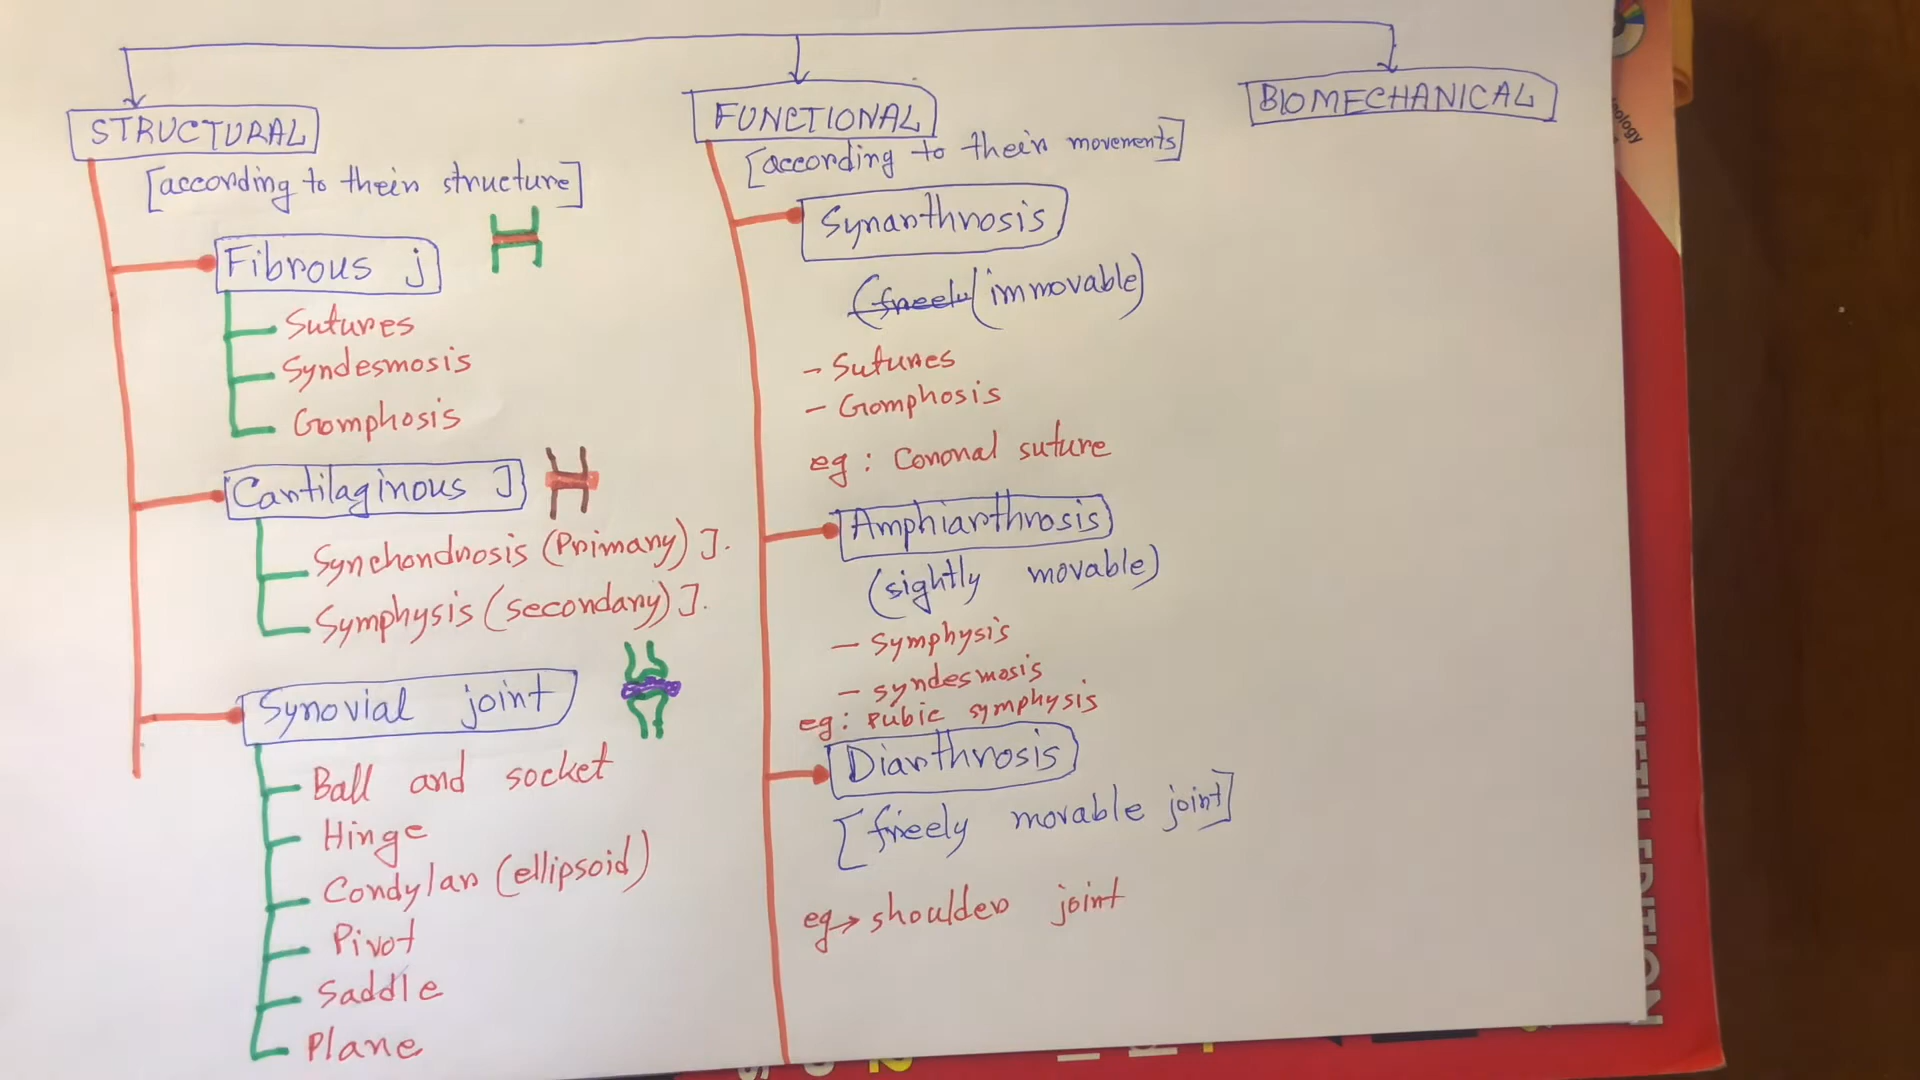 STRUCTURAL
[according to their structure]
Fibrous j
Sutures
Syndesmosis
Gomphosis
Cartilaginous J
Synchondrosis (Primary) J.
Symphysis (secondary) J.
Synovial joint
Ball and socket
Hinge
Condylar (ellipsoid)
Pivot
Saddle
Plane
FUNCTIONAL
[according to their movements]
Synarthrosis
(freely (immovable)
- Sutures
- Gomphosis
eg : Coronal suture
Amphiarthrosis
(sightly movable)
- Symphysis
- syndesmosis
eg : Pubic symphysis
Diarthrosis
[freely movable joint]
eg → shoulder joint
BIOMECHANICAL